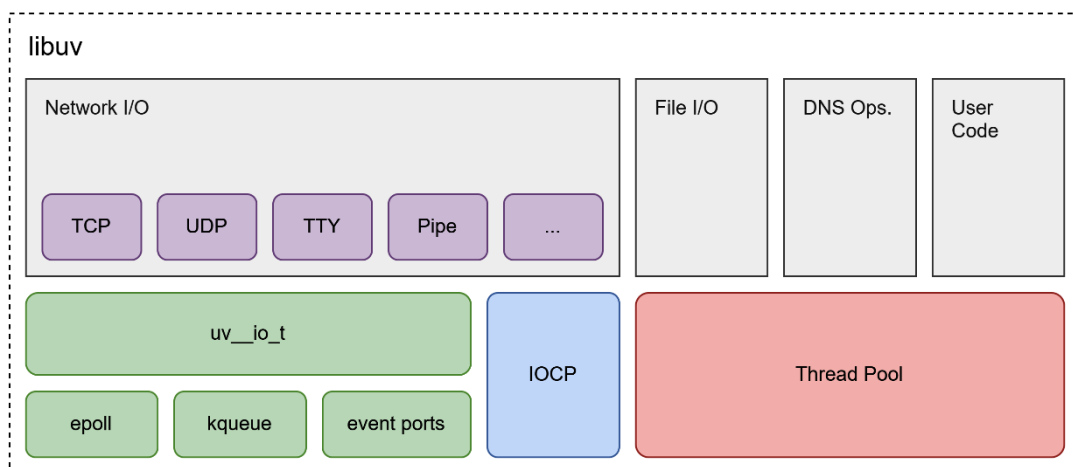 libuv
Network I/O
File I/O
DNS Ops.
User
Code
TCP
UDP
TTY
Pipe
...
uv__io_t
IOCP
Thread Pool
epoll
kqueue
event ports